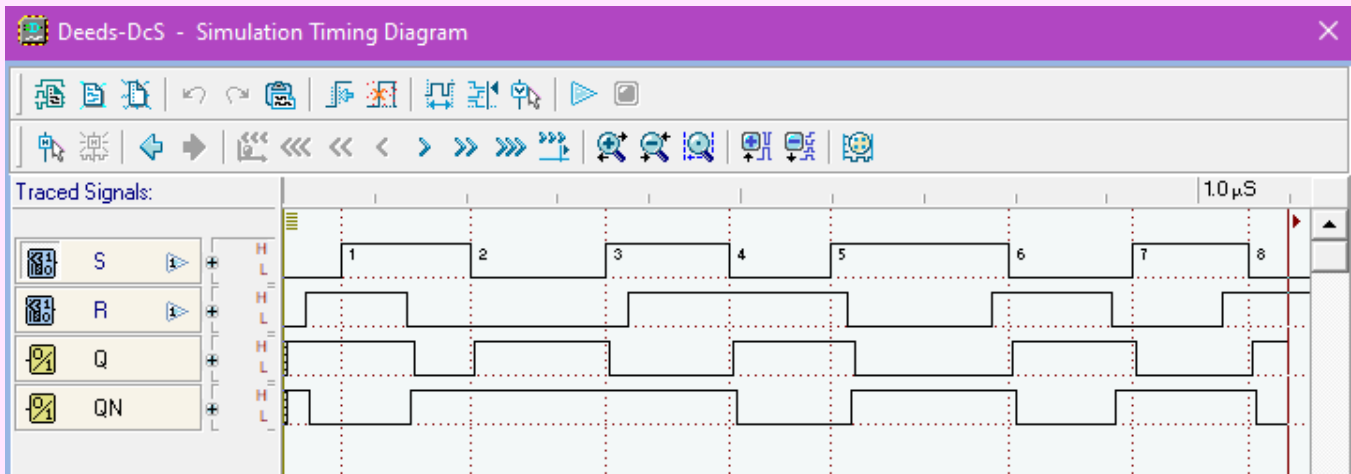 Deeds-DcS - Simulation Timing Diagram
Traced Signals:
1.0 µS
S H L 1 2 3 4 5 6 7 8
R H L
Q H L
QN H L